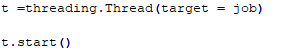 t =threading.Thread(target = job)
t.start()